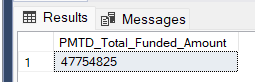 Results Messages
PMTD_Total_Funded_Amount
1 47754825